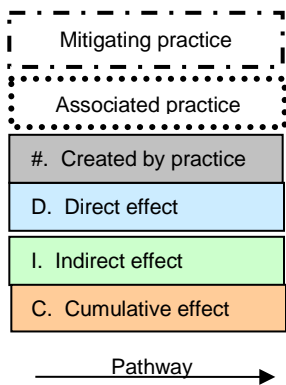 Mitigating practice
Associated practice
#. Created by practice
D. Direct effect
I. Indirect effect
C. Cumulative effect
Pathway